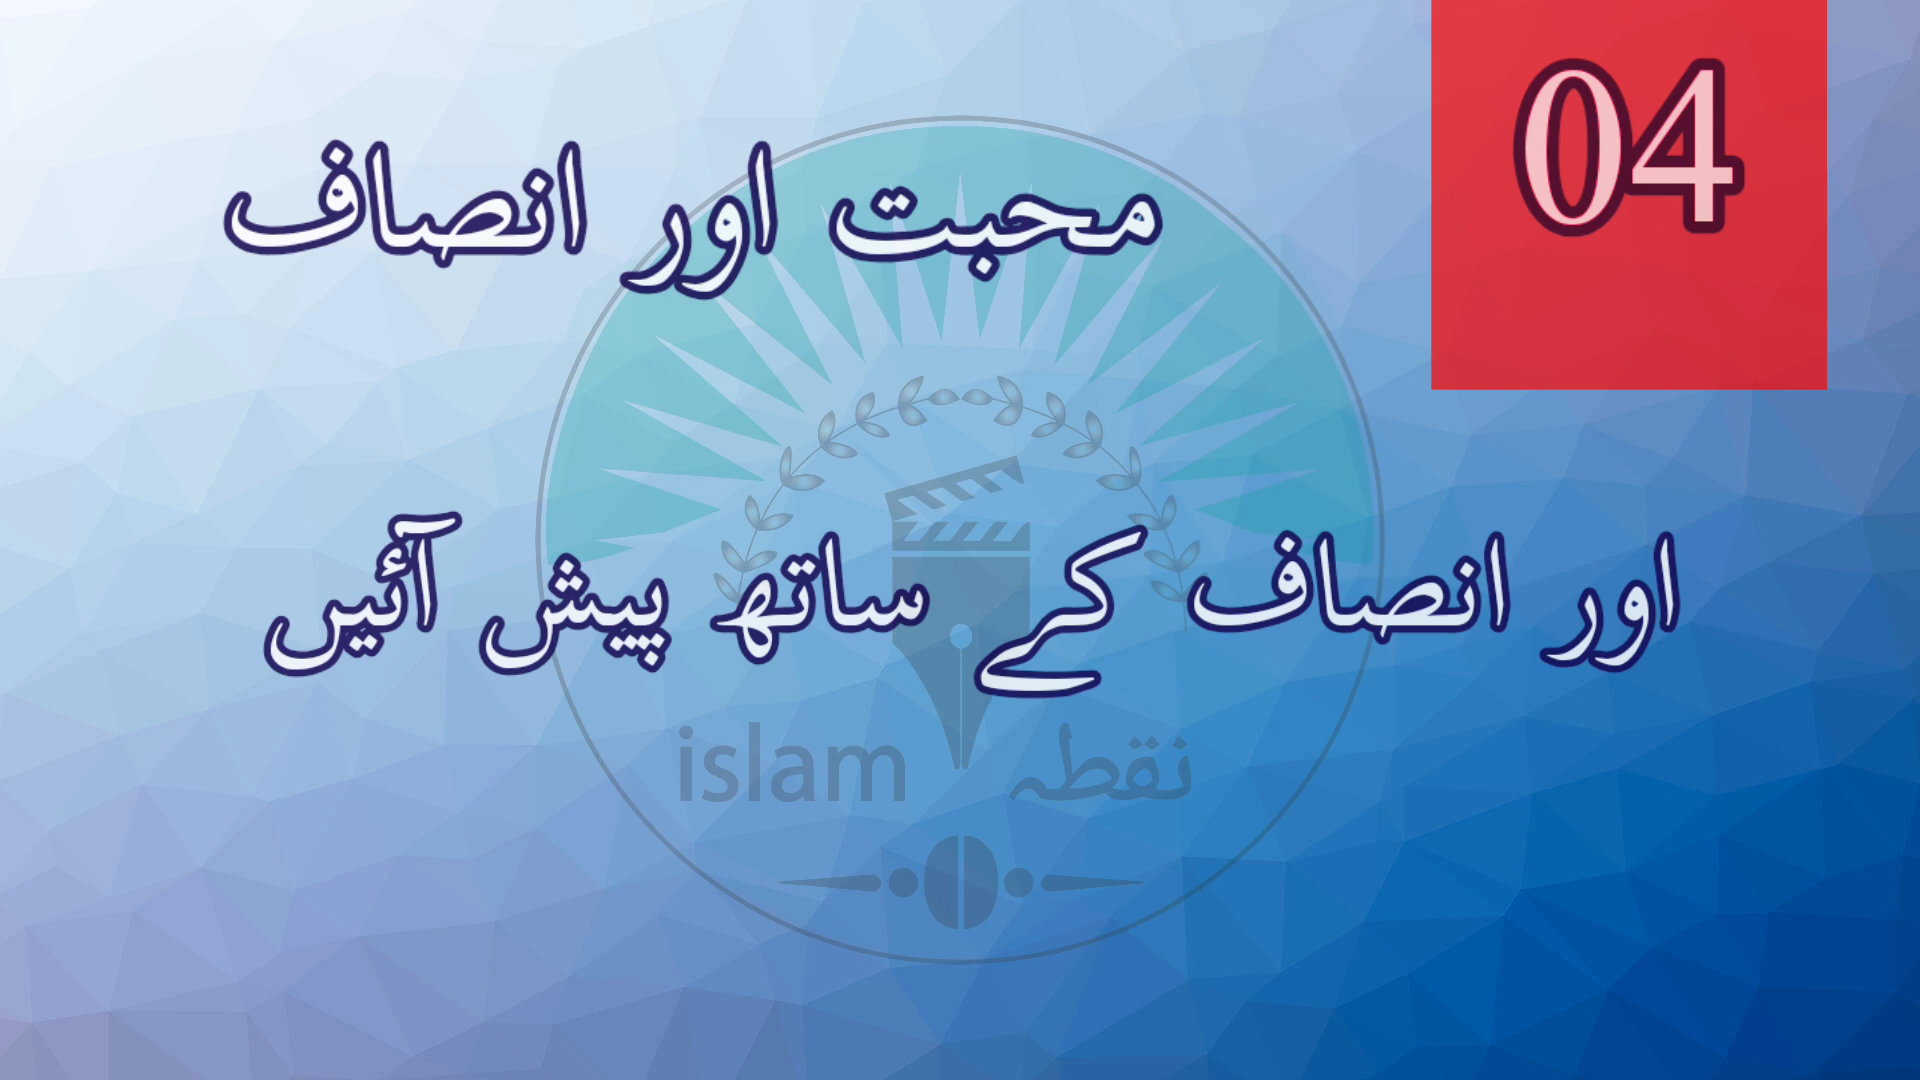 04
محبت اور انصاف
اور انصاف کے ساتھ پیش آئیں
islam نقطہ